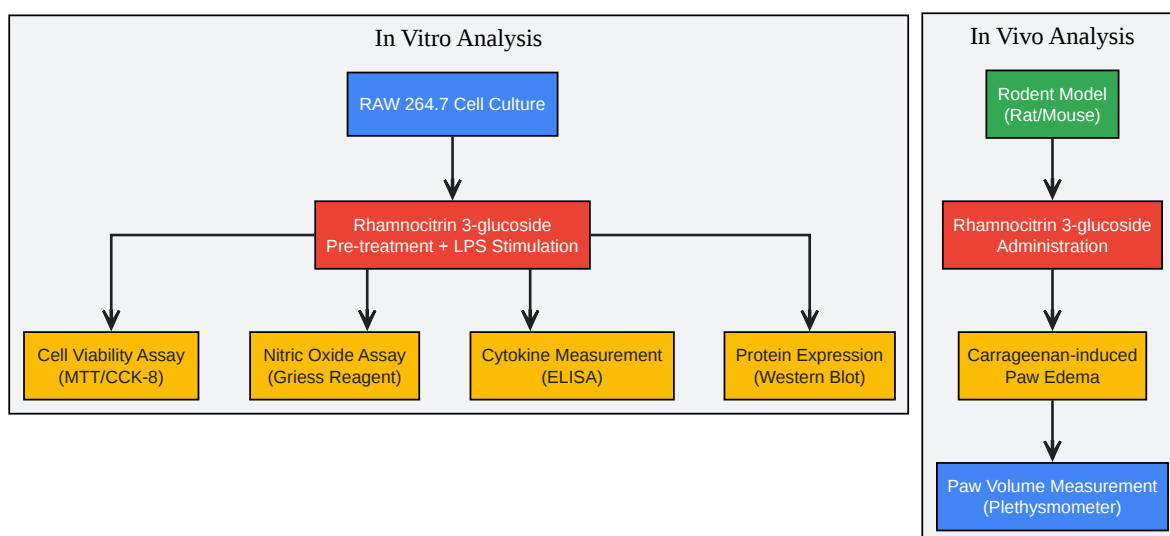 In Vitro Analysis
RAW 264.7 Cell Culture
Rhamnocitrin 3-glucoside
Pre-treatment + LPS Stimulation
Cell Viability Assay
(MTT/CCK-8)
Nitric Oxide Assay
(Griess Reagent)
Cytokine Measurement
(ELISA)
Protein Expression
(Western Blot)
In Vivo Analysis
Rodent Model
(Rat/Mouse)
Rhamnocitrin 3-glucoside
Administration
Carrageenan-induced
Paw Edema
Paw Volume Measurement
(Plethysmometer)